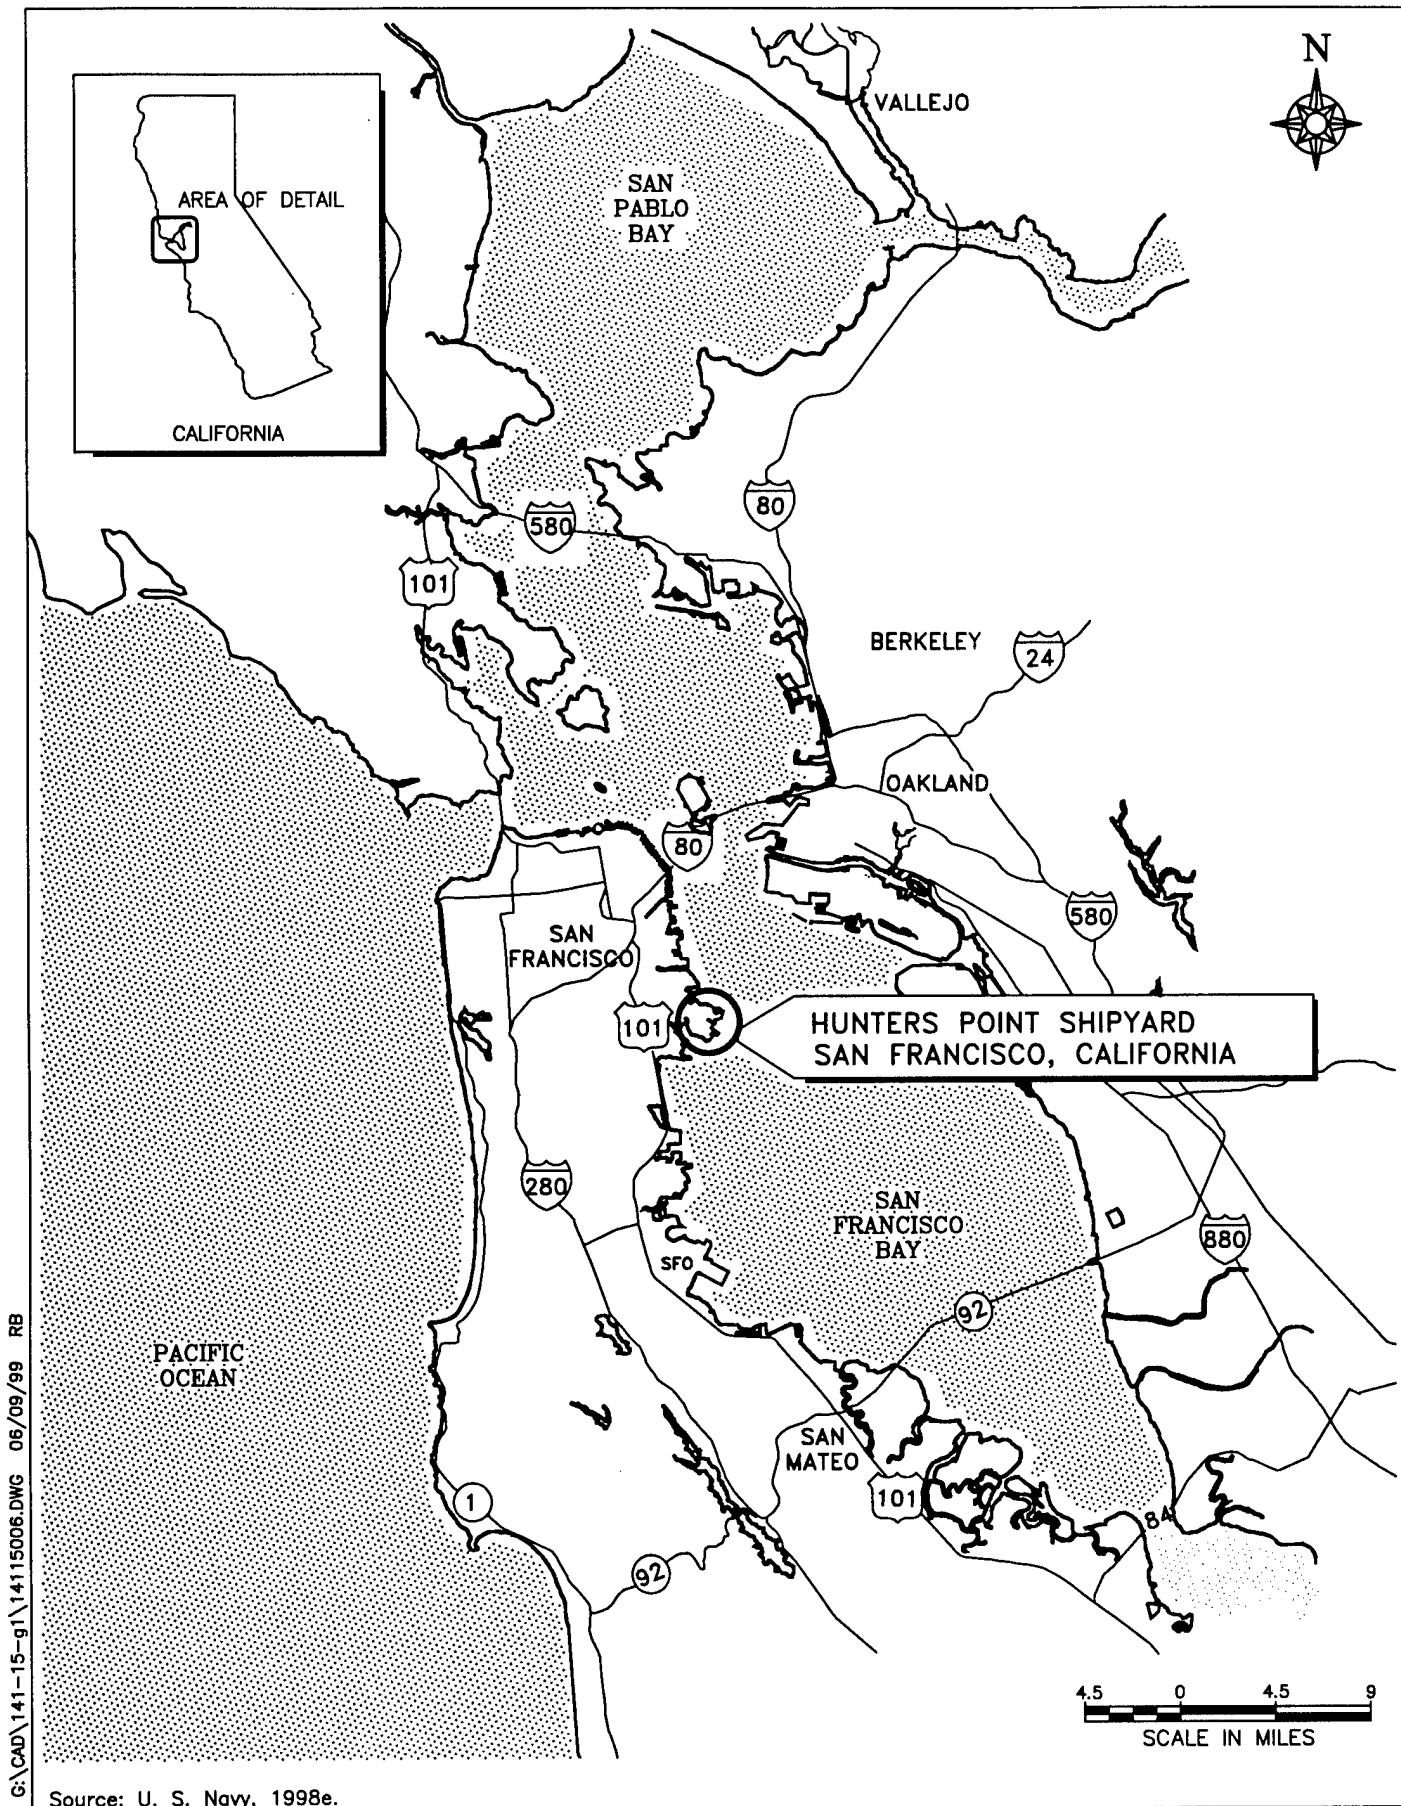 N
VALLEJO
SAN
PABLO
BAY
AREA OF DETAIL
CALIFORNIA
580
80
101
BERKELEY
24
OAKLAND
80
580
SAN
FRANCISCO
101
HUNTERS POINT SHIPYARD
SAN FRANCISCO, CALIFORNIA
280
SAN
FRANCISCO
BAY
880
SFO
92
PACIFIC
OCEAN
SAN
MATEO
101
1
84
92
4.5 0 4.5 9
SCALE IN MILES
G:\CAD\141-15-g1\14115006.DWG 06/09/99 RB
Source: U. S. Navy, 1998e.